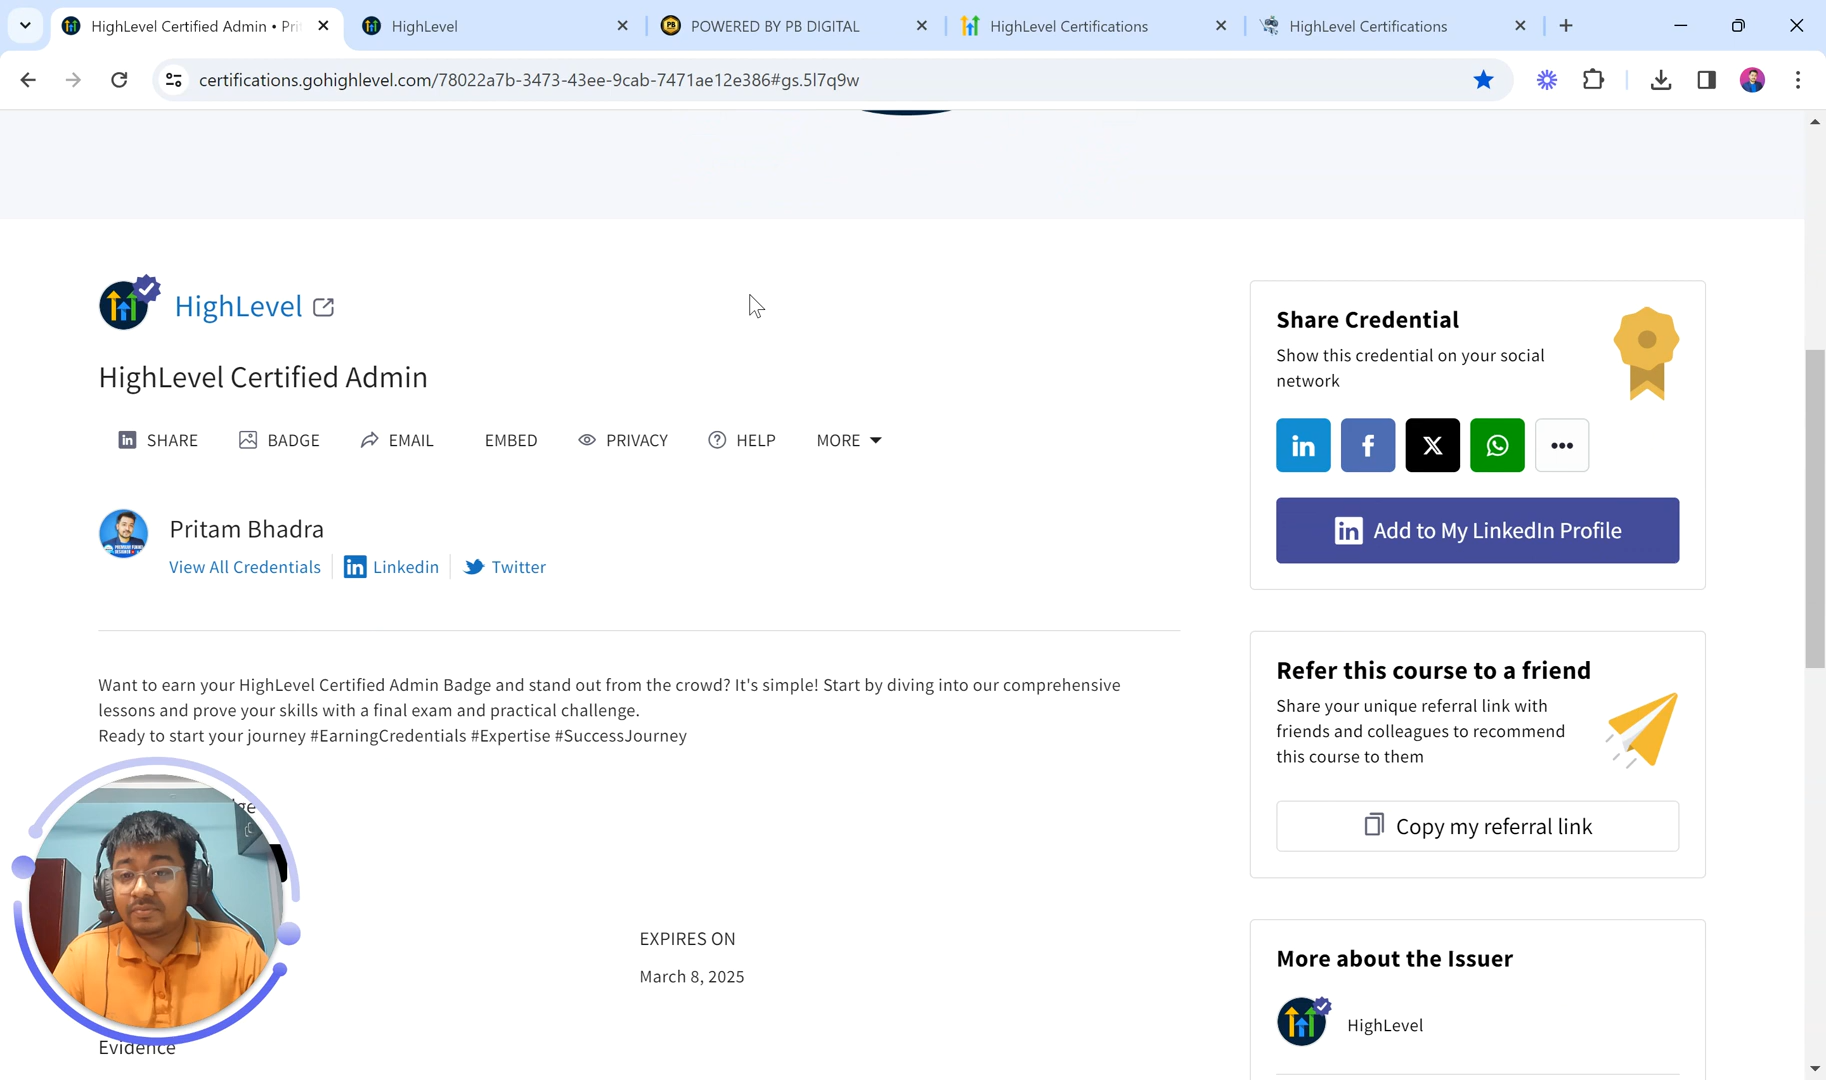 HighLevel Certified Admin • Pri
HighLevel
POWERED BY PB DIGITAL
HighLevel Certifications
HighLevel Certifications
certifications.gohighlevel.com/78022a7b-3473-43ee-9cab-7471ae12e386#gs.5l7q9w
HighLevel
HighLevel Certified Admin
SHARE
BADGE
EMAIL
EMBED
PRIVACY
HELP
MORE
Pritam Bhadra
View All Credentials
Linkedin
Twitter
Want to earn your HighLevel Certified Admin Badge and stand out from the crowd? It's simple! Start by diving into our comprehensive
lessons and prove your skills with a final exam and practical challenge.
Ready to start your journey #EarningCredentials #Expertise #SuccessJourney
EXPIRES ON
March 8, 2025
Evidence
Share Credential
Show this credential on your social
network
Add to My LinkedIn Profile
Refer this course to a friend
Share your unique referral link with
friends and colleagues to recommend
this course to them
Copy my referral link
More about the Issuer
HighLevel